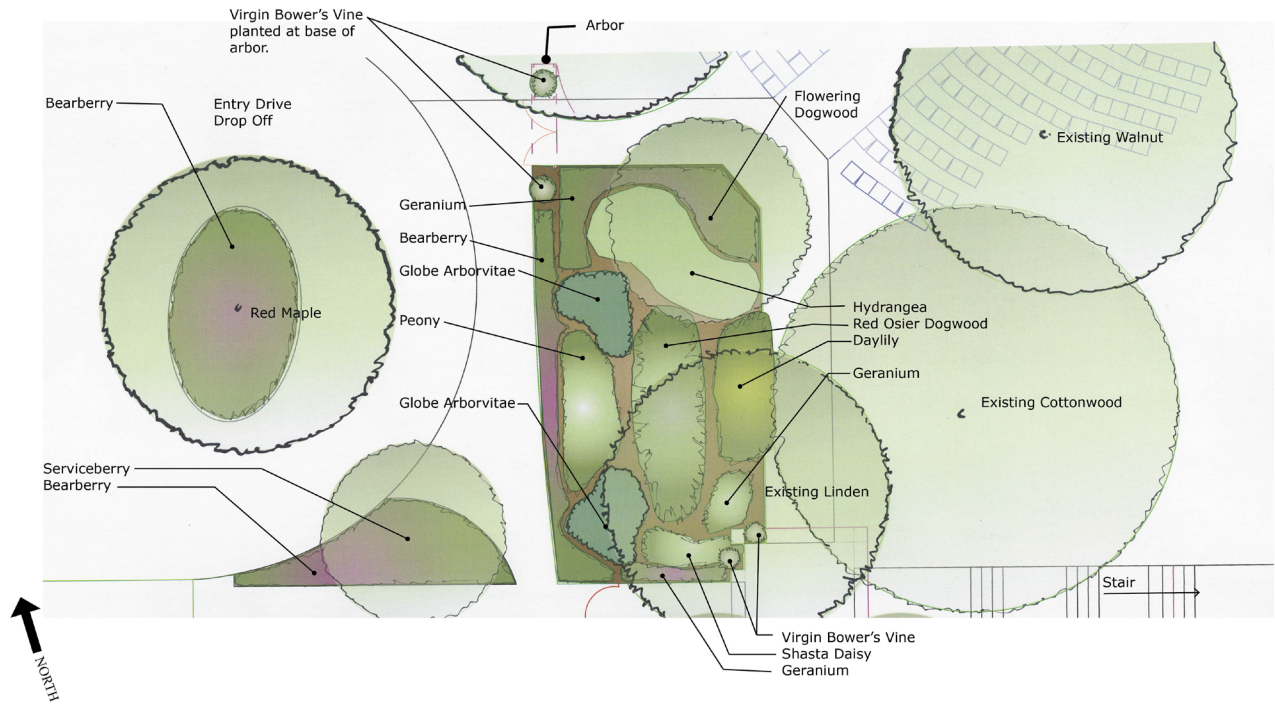 Virgin Bower's Vine
planted at base of
arbor.
Arbor
Bearberry
Entry Drive
Drop Off
Flowering
Dogwood
Existing Walnut
Geranium
Bearberry
Globe Arborvitae
Red Maple
Peony
Hydrangea
Red Osier Dogwood
Daylily
Geranium
Globe Arborvitae
Existing Cottonwood
Serviceberry
Bearberry
Existing Linden
Stair
Virgin Bower's Vine
Shasta Daisy
Geranium
NORTH